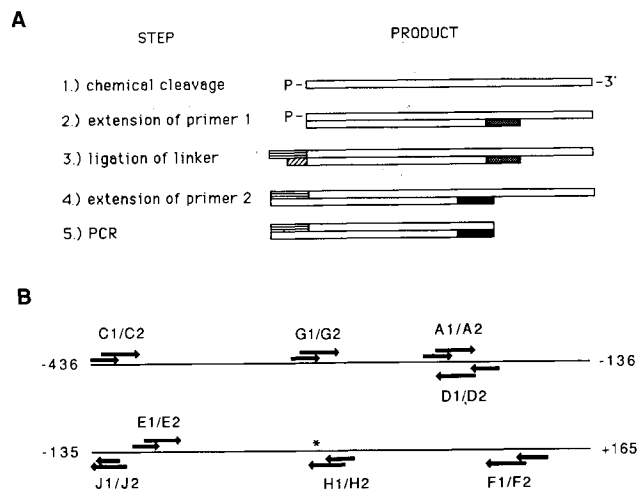 A
STEP
PRODUCT
1.) chemical cleavage
P-
-3'
2.) extension of primer 1
P-
3.) ligation of linker
4.) extension of primer 2
5.) PCR
B
C1/C2
G1/G2
A1/A2
-436
-136
D1/D2
E1/E2
-135
*
+165
J1/J2
H1/H2
F1/F2